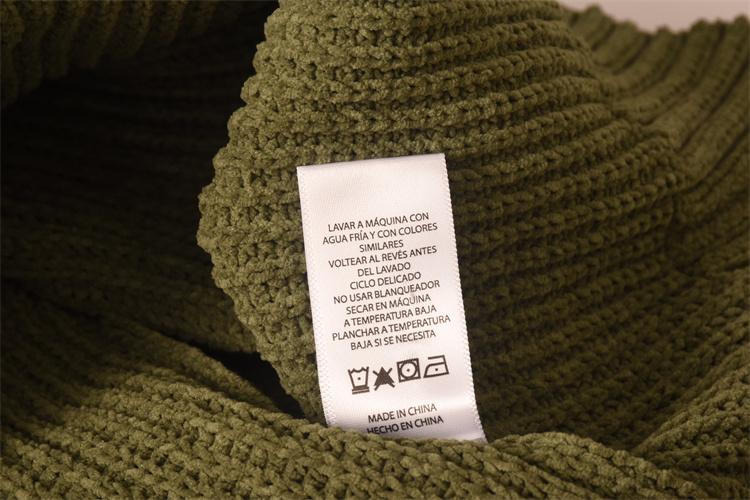 LAVAR A MÁQUINA CON
AGUA FRÍA Y CON COLORES
SIMILARES
VOLTEAR AL REVÉS ANTES
DEL LAVADO
CICLO DELICADO
NO USAR BLANQUEADOR
SECAR EN MÁQUINA
A TEMPERATURA BAJA
PLANCHAR A TEMPERATURA
BAJA SI SE NECESITA
MADE IN CHINA
HECHO EN CHINA